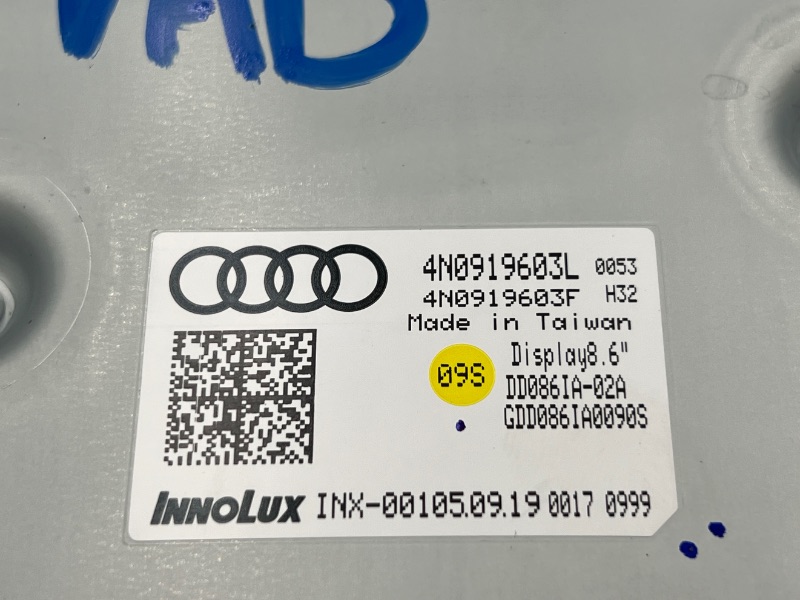 4N0919603L 0053
4N0919603F H32
Made in Taiwan
Display8.6"
09S
DD086IA-02A
GDD086IA0090S
INNOLUX INX-00105.09.19 0017 0999